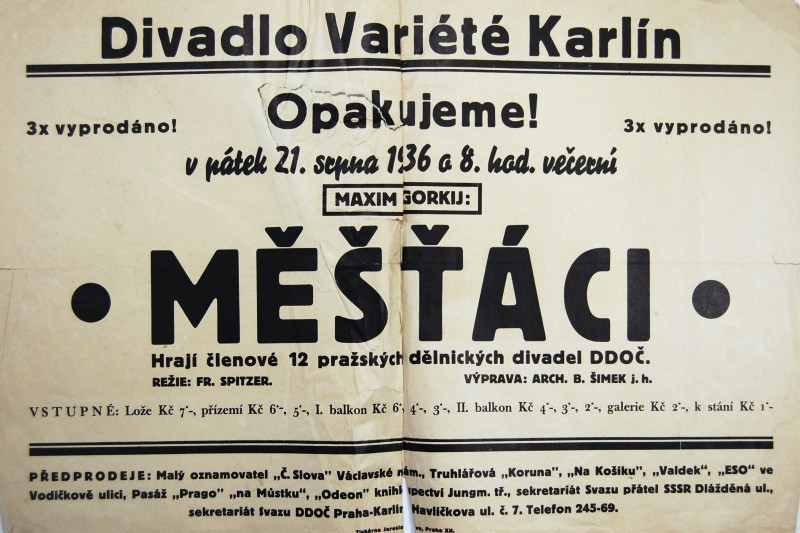 Divadlo Variété Karlín
Opakujeme!
3x vyprodáno!
3x vyprodáno!
v pátek 21. srpna 1936 o 8. hod. večerní
MAXIM GORKIJ:
• MĚŠŤÁCI •
Hrají členové 12 pražských dělnických divadel DDOČ.
REŽIE: FR. SPITZER. VÝPRAVA: ARCH. B. ŠIMEK j. h.
VSTUPNÉ: Lože Kč 7·-, přízemí Kč 6·-, 5·-, I. balkon Kč 6·, 4·-, 3·-, II. balkon Kč 4·-, 3·-, 2·-, galerie Kč 2·-, k stání Kč 1·-
PŘEDPRODEJE: Malý oznamovatel „Č. Slova" Václavské nám., Truhlářová „Koruna", „Na Košíku", „Valdek", „ESO" ve
Vodičkově ulici, Pasáž „Prago" „na Můstku", „Odeon" knihkupectví Jungm. tř., sekretariát Svazu přátel SSSR Dlážděná ul.,
sekretariát Svazu DDOČ Praha-Karlín Havlíčkova ul. č. 7. Telefon 245-69.
Tiskárna Praha XII.